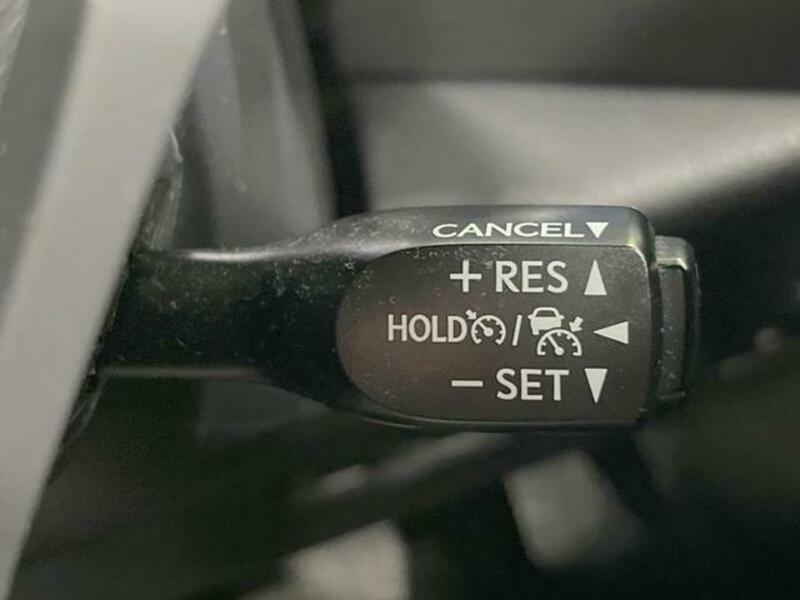 CANCEL▼
+ RES ▲
HOLD / ◀
− SET ▼